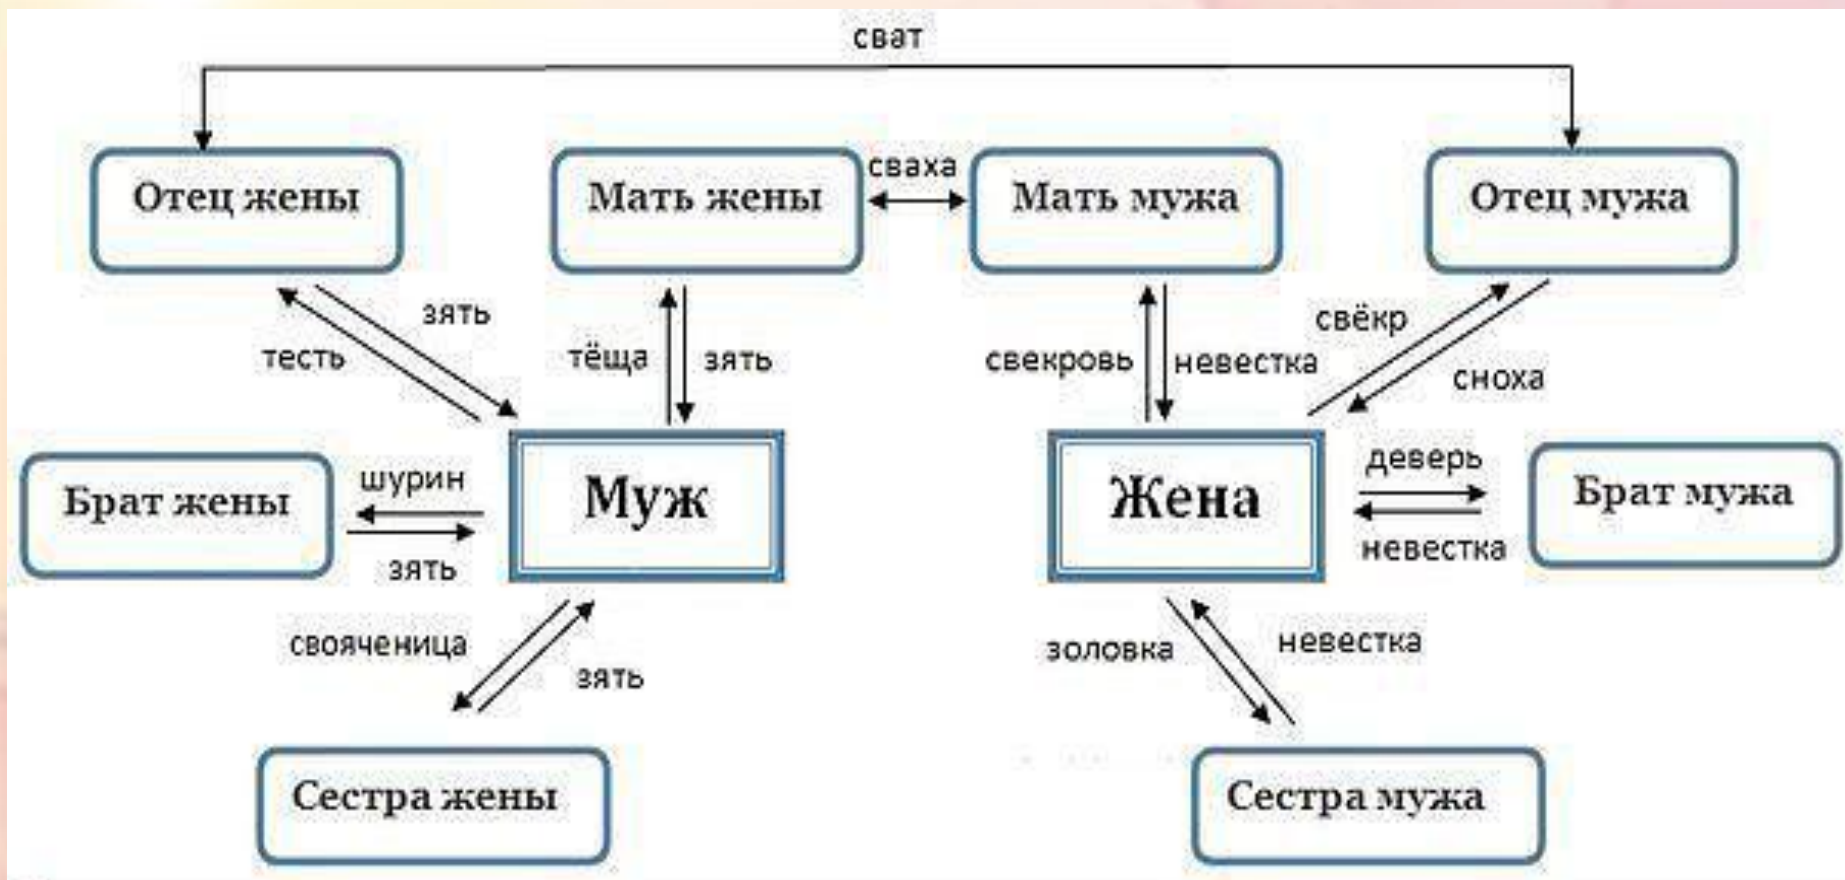 сват
Отец жены
Мать жены
сваха
Мать мужа
Отец мужа
зять
тесть
тёща
зять
свекровь
невестка
свёкр
сноха
Брат жены
шурин
зять
Муж
Жена
деверь
невестка
Брат мужа
свояченица
зять
золовка
невестка
Сестра жены
Сестра мужа